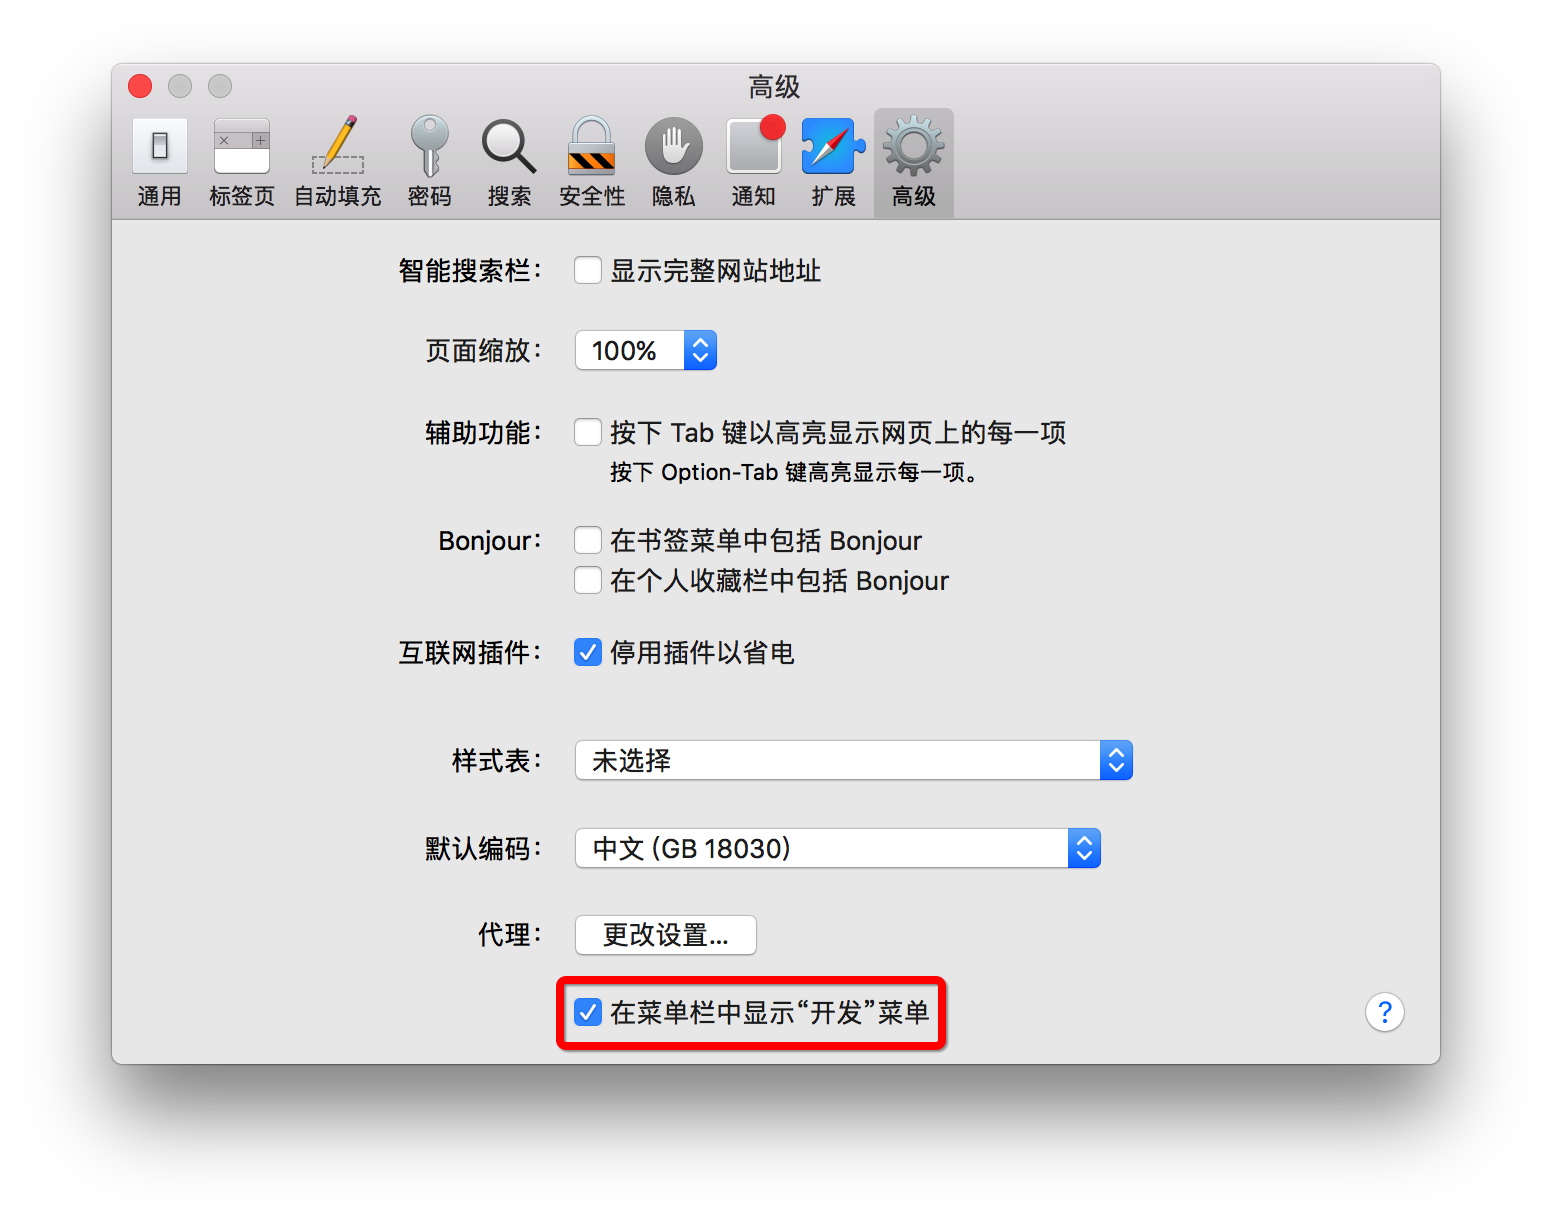 高级
通用 标签页 自动填充 密码 搜索 安全性 隐私 通知 扩展 高级
智能搜索栏： 显示完整网站地址
页面缩放： 100%
辅助功能： 按下 Tab 键以高亮显示网页上的每一项
按下 Option-Tab 键高亮显示每一项。
Bonjour： 在书签菜单中包括 Bonjour
在个人收藏栏中包括 Bonjour
互联网插件： 停用插件以省电
样式表： 未选择
默认编码： 中文 (GB 18030)
代理： 更改设置...
在菜单栏中显示“开发”菜单
?